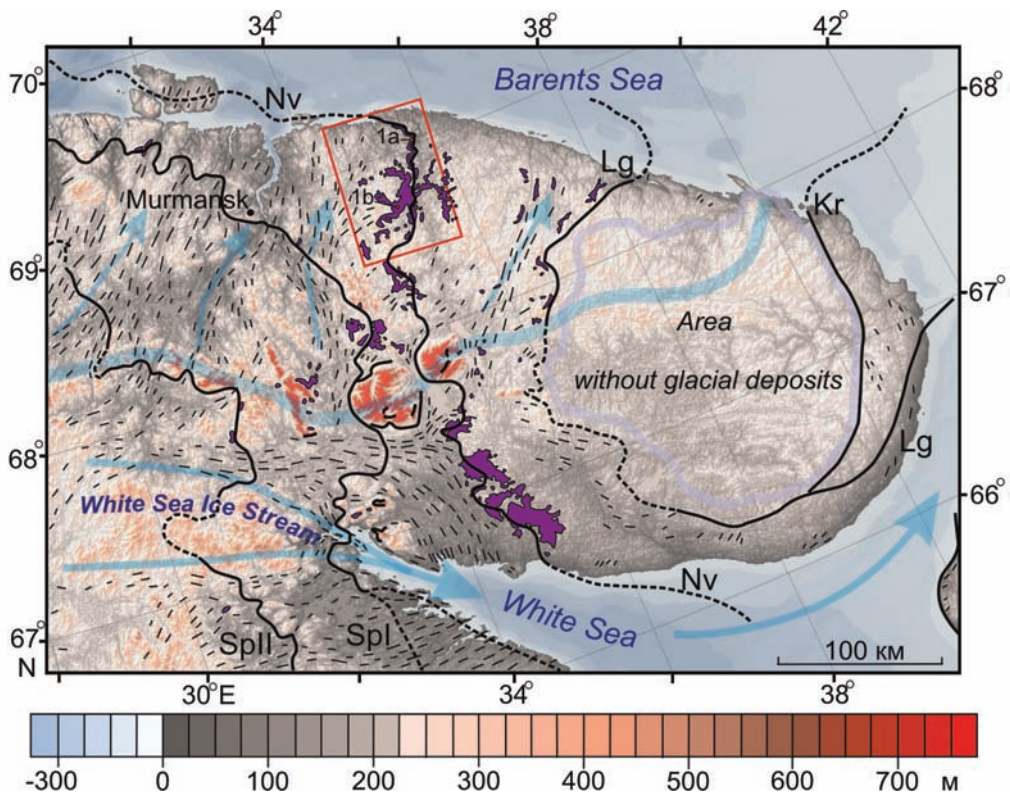 34° 38° 42°
70° 68°
Barents Sea
Nv
1a
Lg
1b
Murmansk
Kr
69° 67°
Area
without glacial deposits
68° 66°
Lg
White Sea Ice Stream
Nv
White Sea
67°
N
SpII SpI
100 км
30°E 34° 38°
-300 0 100 200 300 400 500 600 700 м